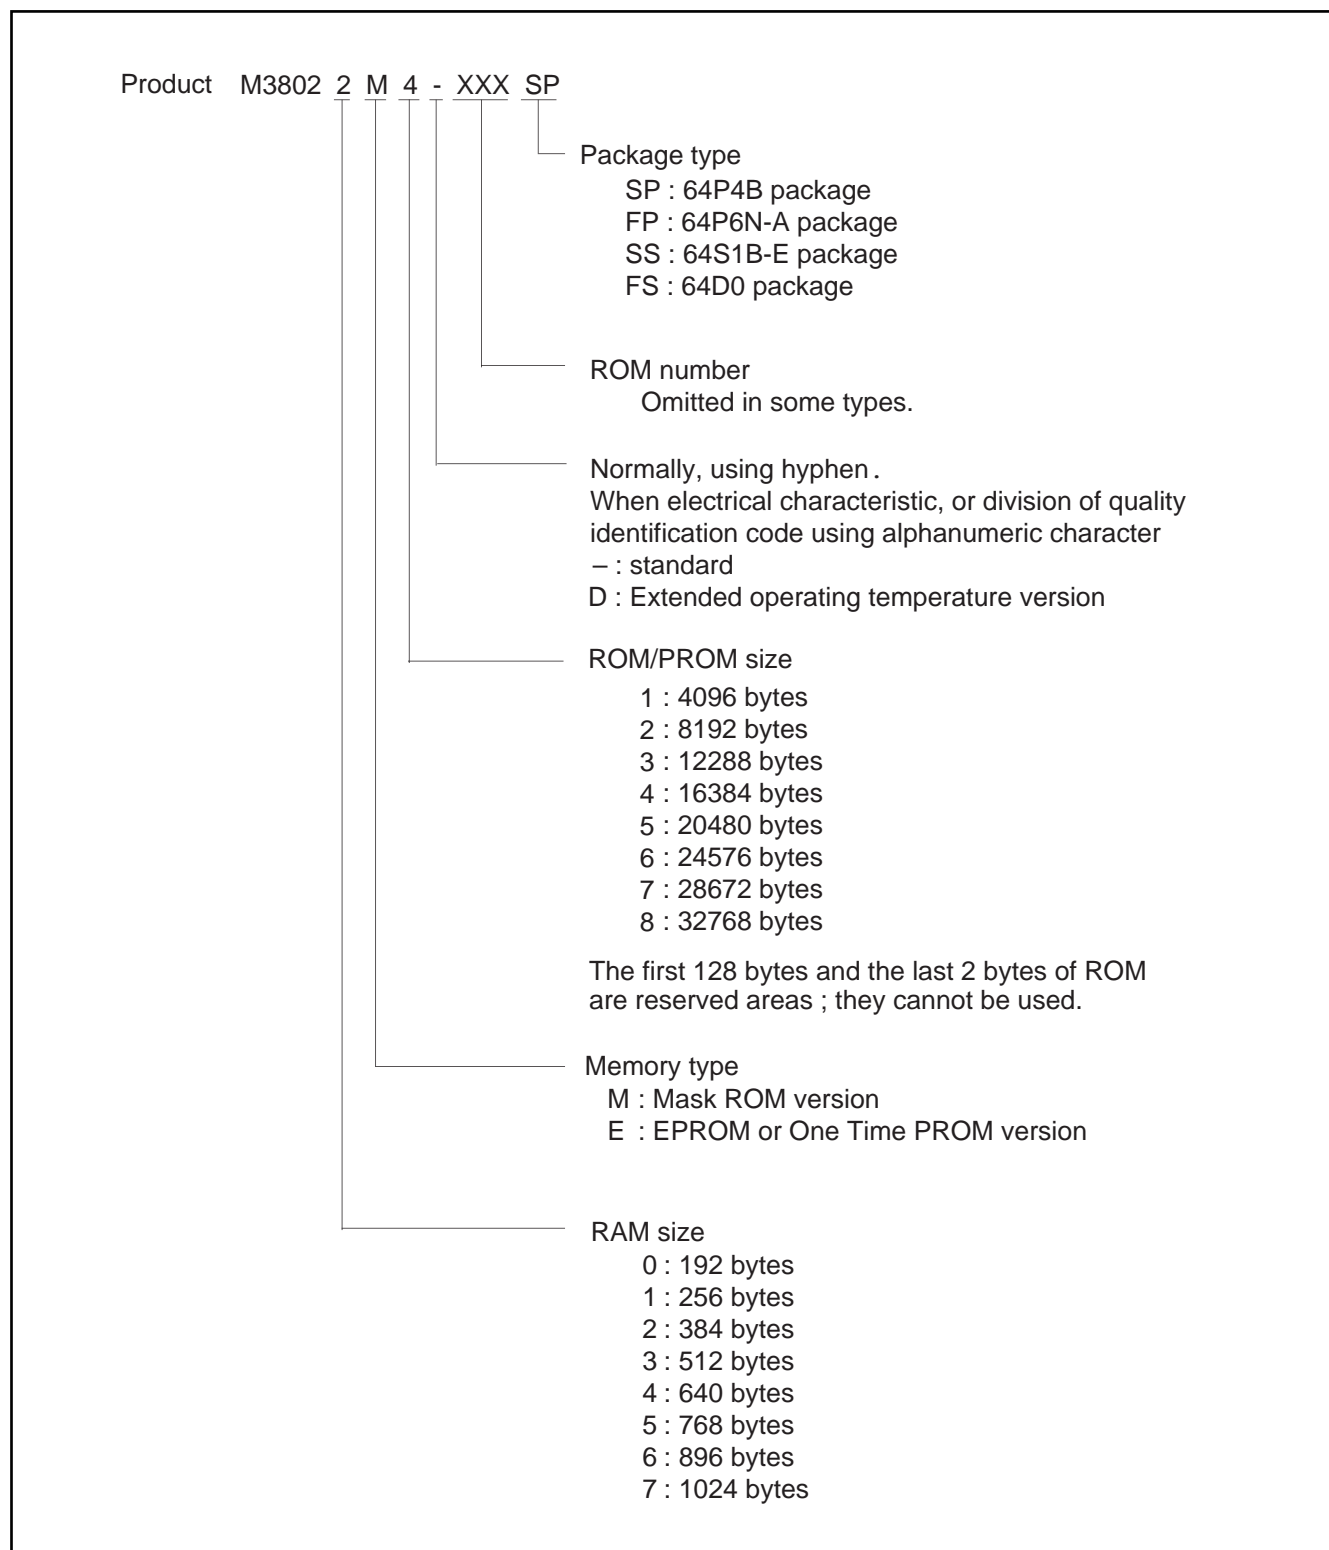 Product M3802 2 M 4 - XXX SP
Package type
SP : 64P4B package
FP : 64P6N-A package
SS : 64S1B-E package
FS : 64D0 package
ROM number
Omitted in some types.
Normally, using hyphen .
When electrical characteristic, or division of quality
identification code using alphanumeric character
– : standard
D : Extended operating temperature version
ROM/PROM size
1 : 4096 bytes
2 : 8192 bytes
3 : 12288 bytes
4 : 16384 bytes
5 : 20480 bytes
6 : 24576 bytes
7 : 28672 bytes
8 : 32768 bytes
The first 128 bytes and the last 2 bytes of ROM
are reserved areas ; they cannot be used.
Memory type
M : Mask ROM version
E : EPROM or One Time PROM version
RAM size
0 : 192 bytes
1 : 256 bytes
2 : 384 bytes
3 : 512 bytes
4 : 640 bytes
5 : 768 bytes
6 : 896 bytes
7 : 1024 bytes